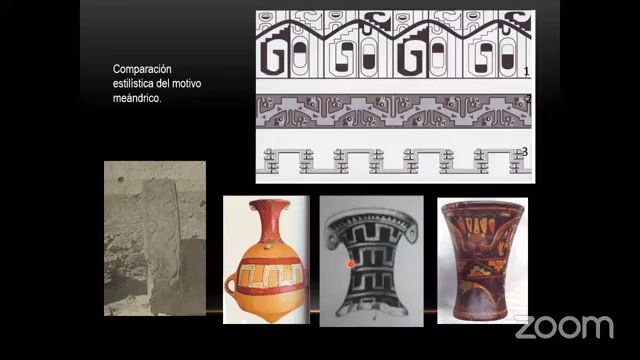 Comparación
estilística del motivo
meándrico.
1
2
3
zoom